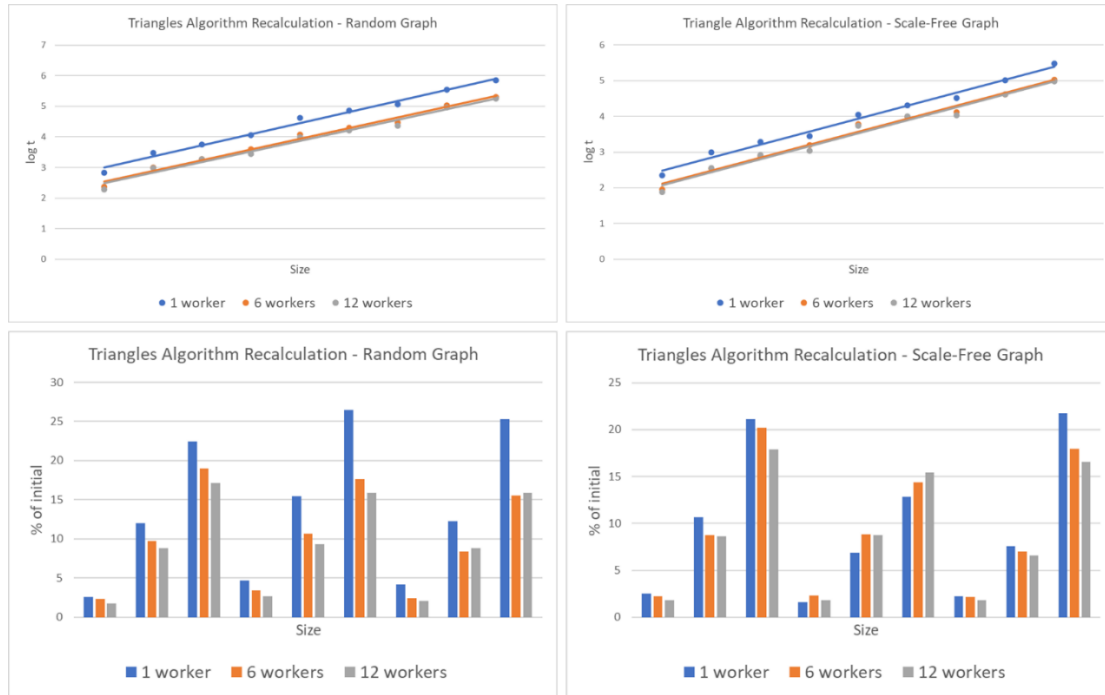 Triangles Algorithm Recalculation - Random Graph
7
6
5
4
3
2
1
0
log t
Size
1 worker 6 workers 12 workers
Triangle Algorithm Recalculation - Scale-Free Graph
6
5
4
3
2
1
0
log t
Size
1 worker 6 workers 12 workers
Triangles Algorithm Recalculation - Random Graph
30
25
20
15
10
5
0
% of initial
Size
1 worker 6 workers 12 workers
Triangles Algorithm Recalculation - Scale-Free Graph
25
20
15
10
5
0
% of initial
Size
1 worker 6 workers 12 workers